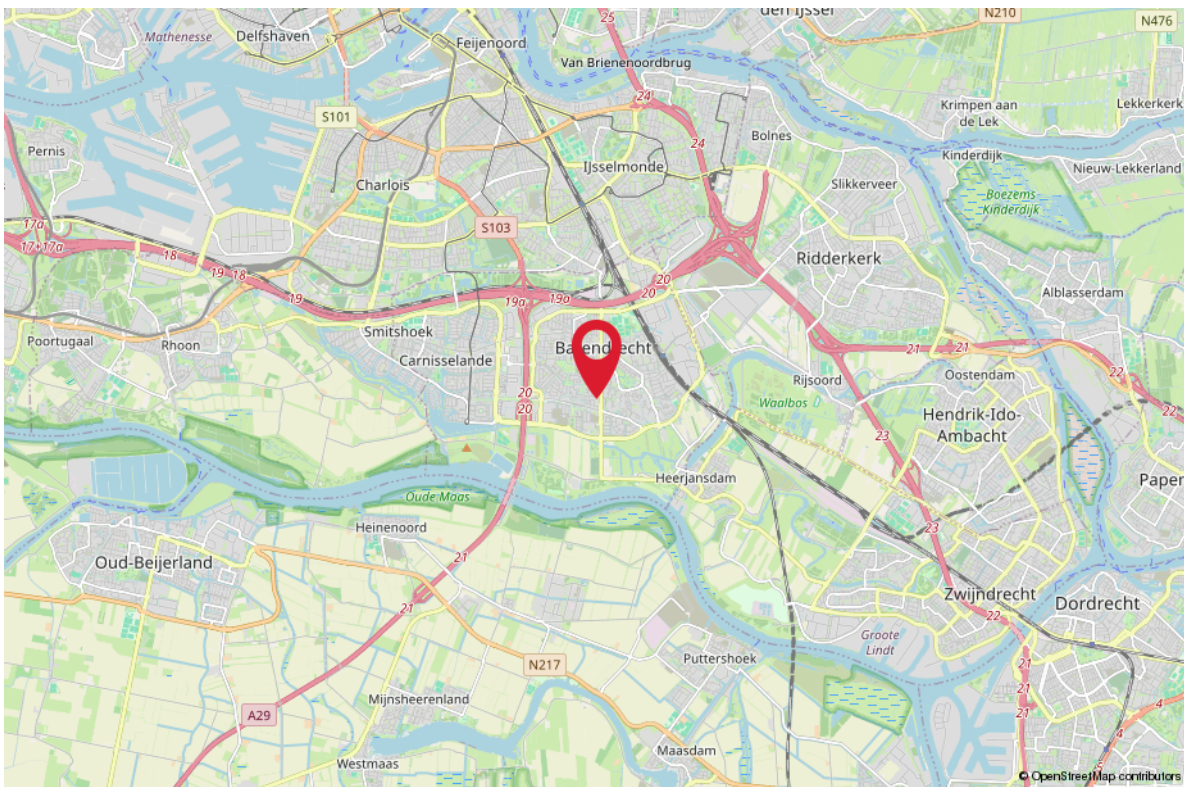 den IJssel
N210
25
N476
Mathenesse
Delfshaven
Feijenoord
Van Brienenoordbrug
24
Krimpen aan
de Lek
Lekkerkerk
S101
Bolnes
24
Pernis
Kinderdijk
IJsselmonde
Nieuw-Lekkerland
Charlois
Slikkerveer
Boezems
Kinderdijk
17a
S103
17+17a
18
Ridderkerk
19
18
20
19
19a
19a
20
20
Alblasserdam
Smitshoek
Poortugaal
Rhoon
21
21
Carnisselande
Rijsoord
Oostendam
22
20
20
Waalbos
22
Hendrik-Ido-
Ambacht
23
Heerjansdam
Oude Maas
Heinenoord
23
21
Oud-Beijerland
Zwijndrecht
Dordrecht
21
22
Groote
Lindt
N217
Puttershoek
21
21
Mijnsheerenland
21
4
A29
4
Maasdam
Westmaas
4
© OpenStreetMap contributors